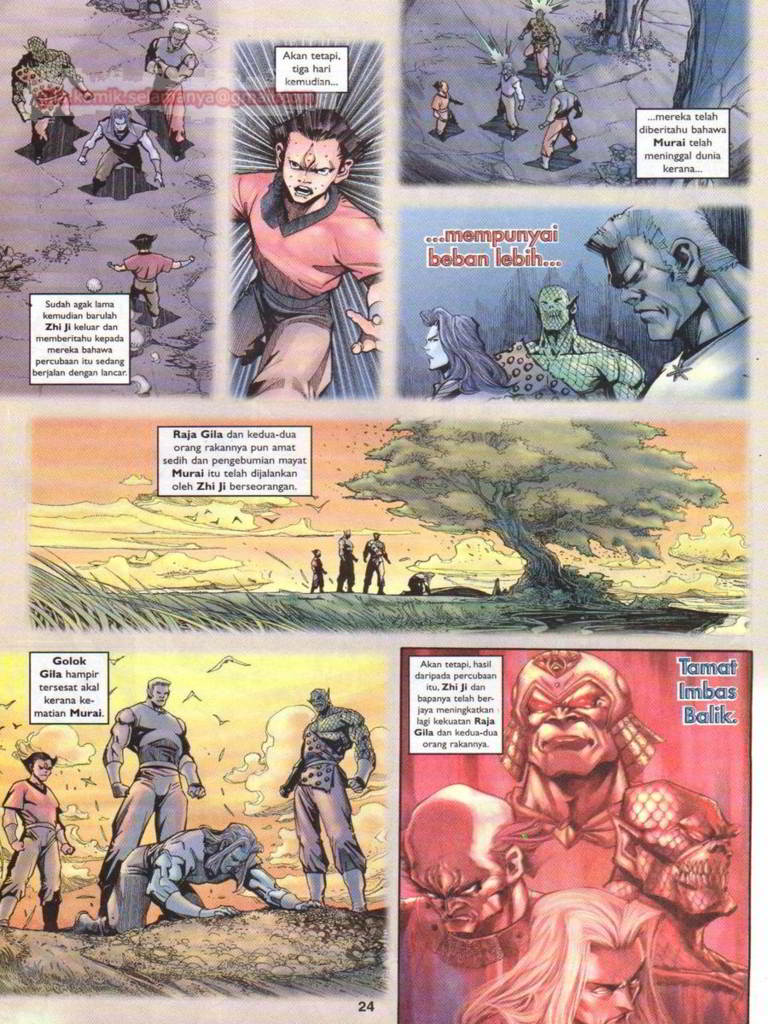 Sudah agak lama
kemudian barulah
Zhi Ji keluar dan
memberitahu kepada
mereka bahawa
percubaan itu sedang
berjalan dengan lancar.
Akan tetapi,
tiga hari
kemudian...
...mereka telah
diberitahu bahawa
Murai telah
meninggal dunia
kerana...
...mempunyai
beban lebih...
Raja Gila dan kedua-dua
orang rakannya pun amat
sedih dan pengebumian mayat
Murai itu telah dijalankan
oleh Zhi Ji berseorangan.
Golok
Gila hampir
tersesat akal
kerana ke-
matian Murai.
Akan tetapi, hasil
daripada percubaan
itu, Zhi Ji dan
bapanya telah ber-
jaya meningkatkan
lagi kekuatan Raja
Gila dan kedua-dua
orang rakannya.
Tamat
Imbas
Balik.
24